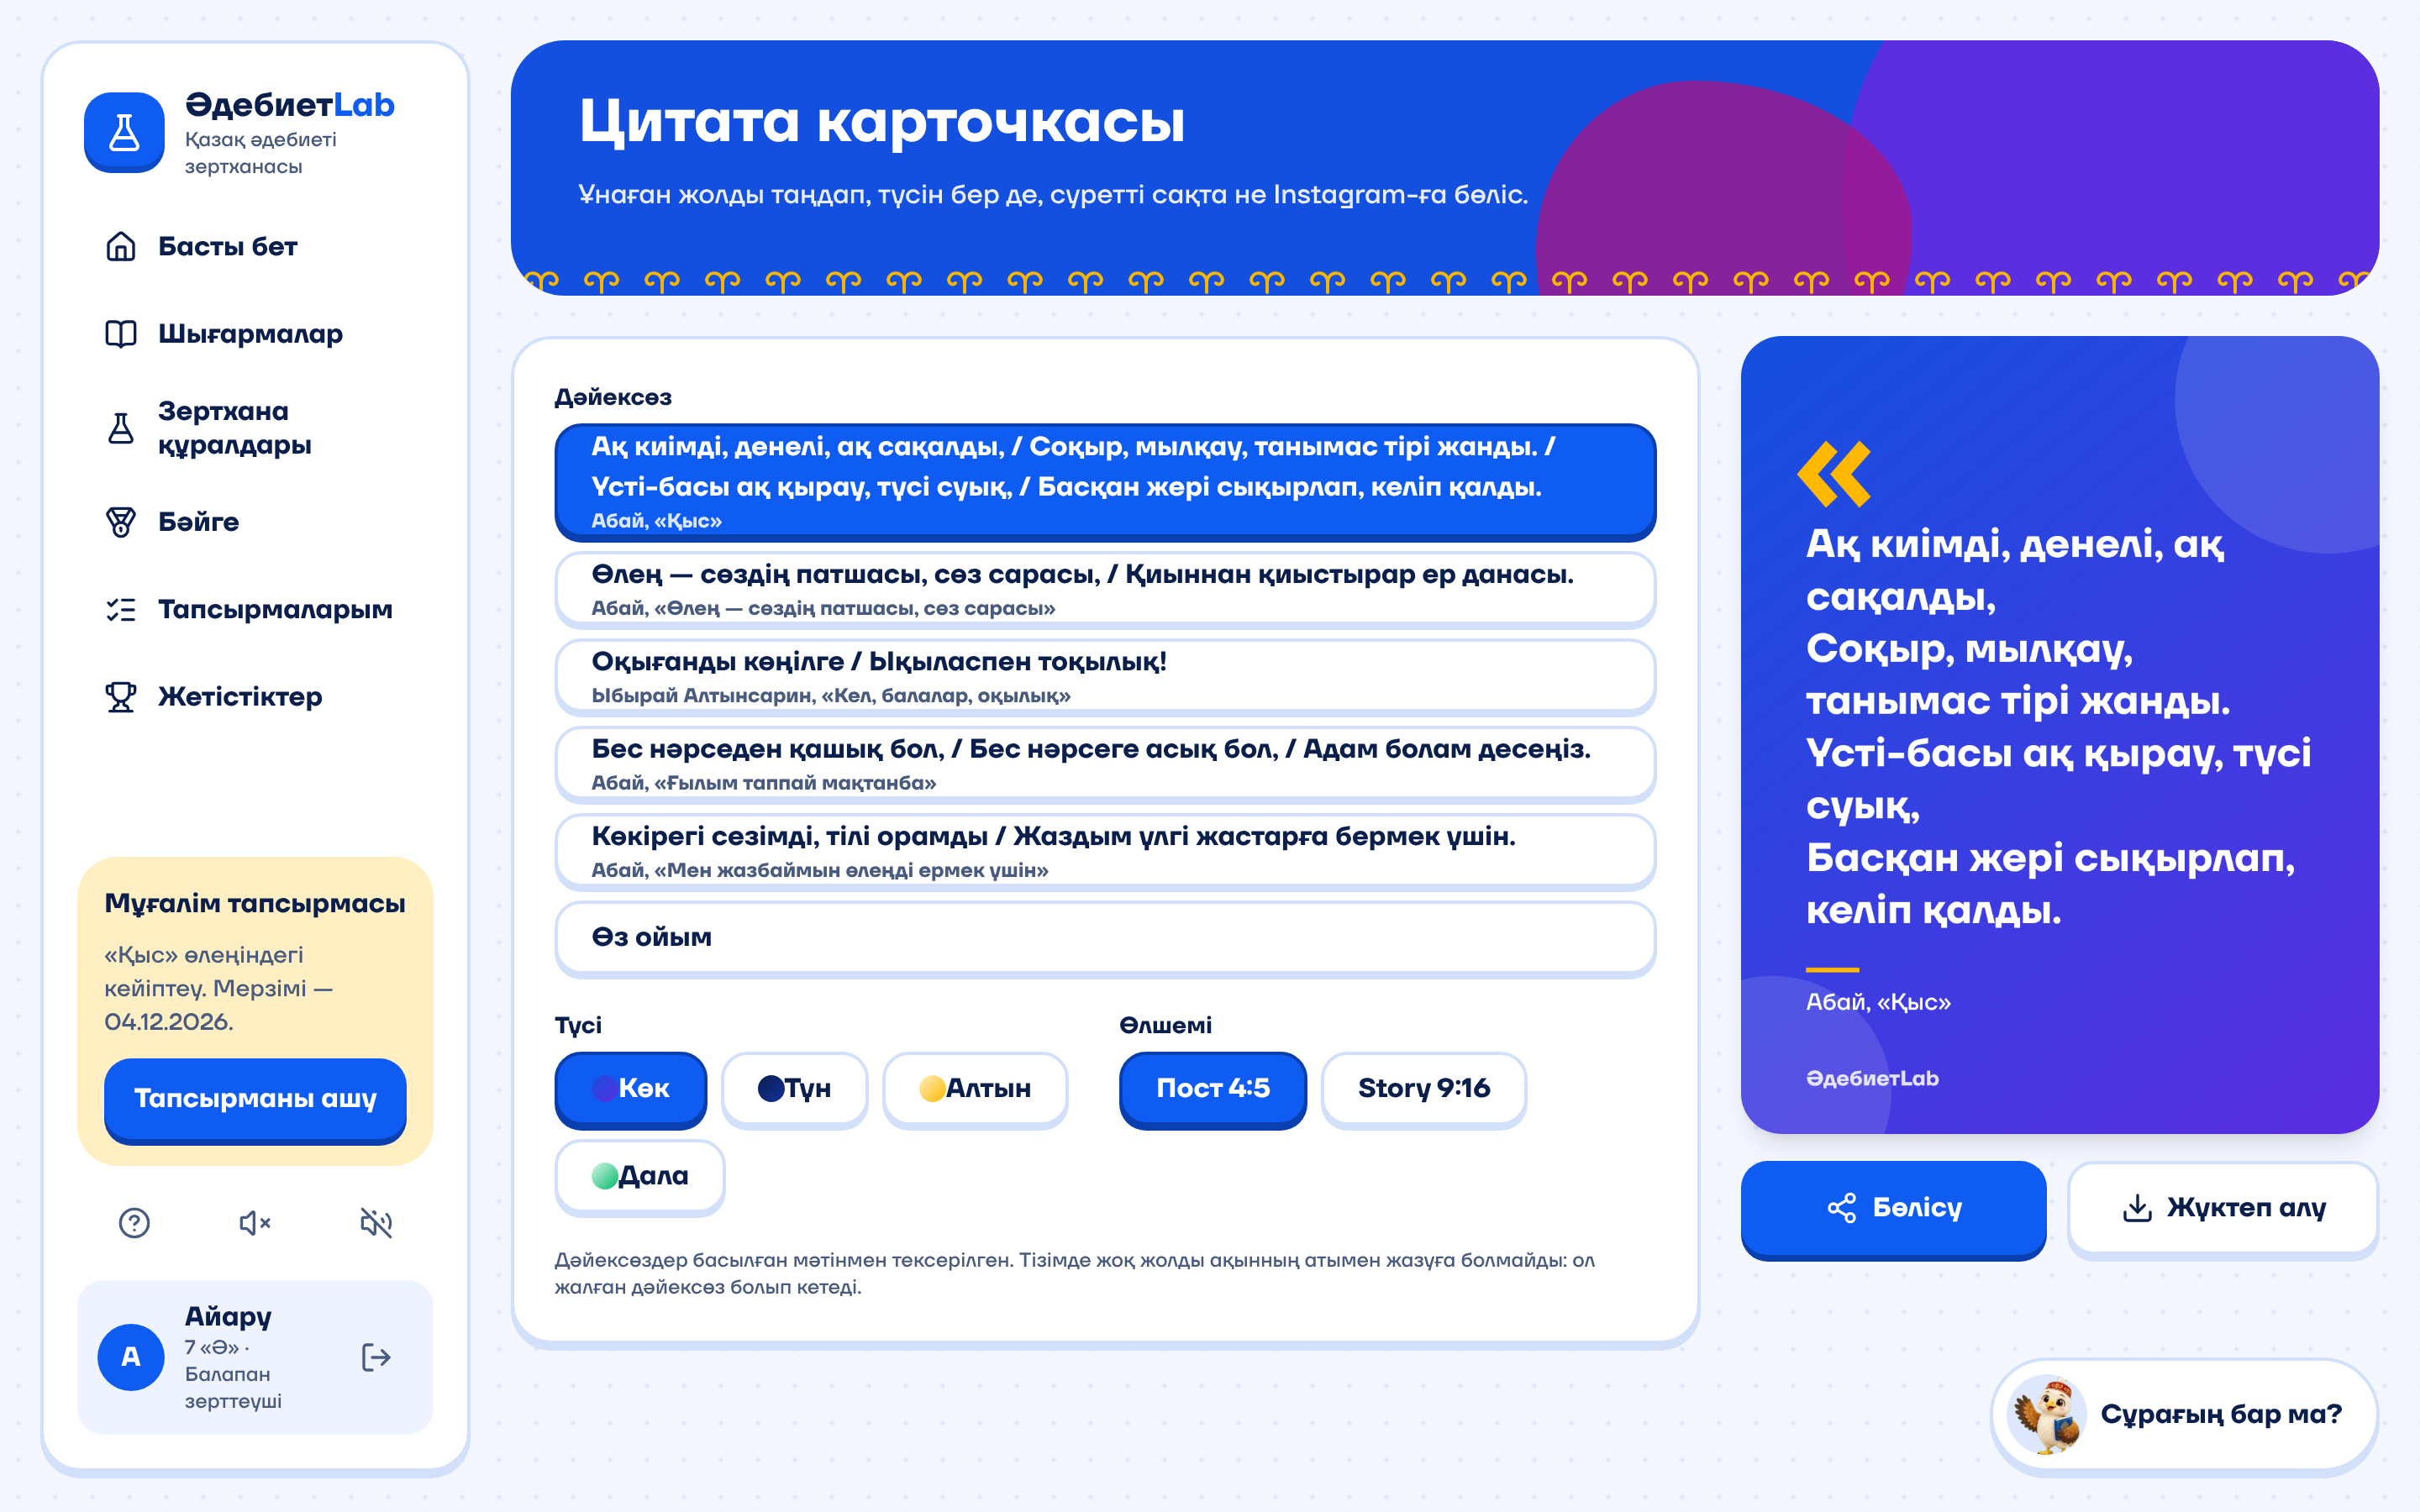 ӘдебиетLab
Қазақ әдебиеті
зертханасы
Басты бет
Шығармалар
Зертхана
құралдары
Бәйге
Тапсырмаларым
Жетістіктер
Мұғалім тапсырмасы
«Қыс» өлеңіндегі
кейіптеу. Мерзімі —
04.12.2026.
Тапсырманы ашу
А
Айару
7 «Ә» ·
Балапан
зерттеуші
Цитата карточкасы
Ұнаған жолды таңдап, түсін бер де, суретті сақта не Instagram-ға бөліс.
Дәйексөз
Ақ киімді, денелі, ақ сақалды, / Соқыр, мылқау, танымас тірі жанды. /
Үсті-басы ақ қырау, түсі суық, / Басқан жері сықырлап, келіп қалды.
Абай, «Қыс»
Өлең — сөздің патшасы, сөз сарасы, / Қиыннан қиыстырар ер данасы.
Абай, «Өлең — сөздің патшасы, сөз сарасы»
Оқығанды көңілге / Ықыласпен тоқылық!
Ыбырай Алтынсарин, «Кел, балалар, оқылық»
Бес нәрседен қашық бол, / Бес нәрсеге асық бол, / Адам болам десеңіз.
Абай, «Ғылым таппай мақтанба»
Көкірегі сезімді, тілі орамды / Жаздым үлгі жастарға бермек үшін.
Абай, «Мен жазбаймын өлеңді ермек үшін»
Өз ойым
Түсі
Көк
Түн
Алтын
Дала
Өлшемі
Пост 4:5
Story 9:16
Дәйексөздер басылған мәтінмен тексерілген. Тізімде жоқ жолды ақынның атымен жазуға болмайды: ол
жалған дәйексөз болып кетеді.
«
Ақ киімді, денелі, ақ
сақалды,
Соқыр, мылқау,
танымас тірі жанды.
Үсті-басы ақ қырау, түсі
суық,
Басқан жері сықырлап,
келіп қалды.
Абай, «Қыс»
ӘдебиетLab
Бөлісу
Жүктеп алу
Сұрағың бар ма?